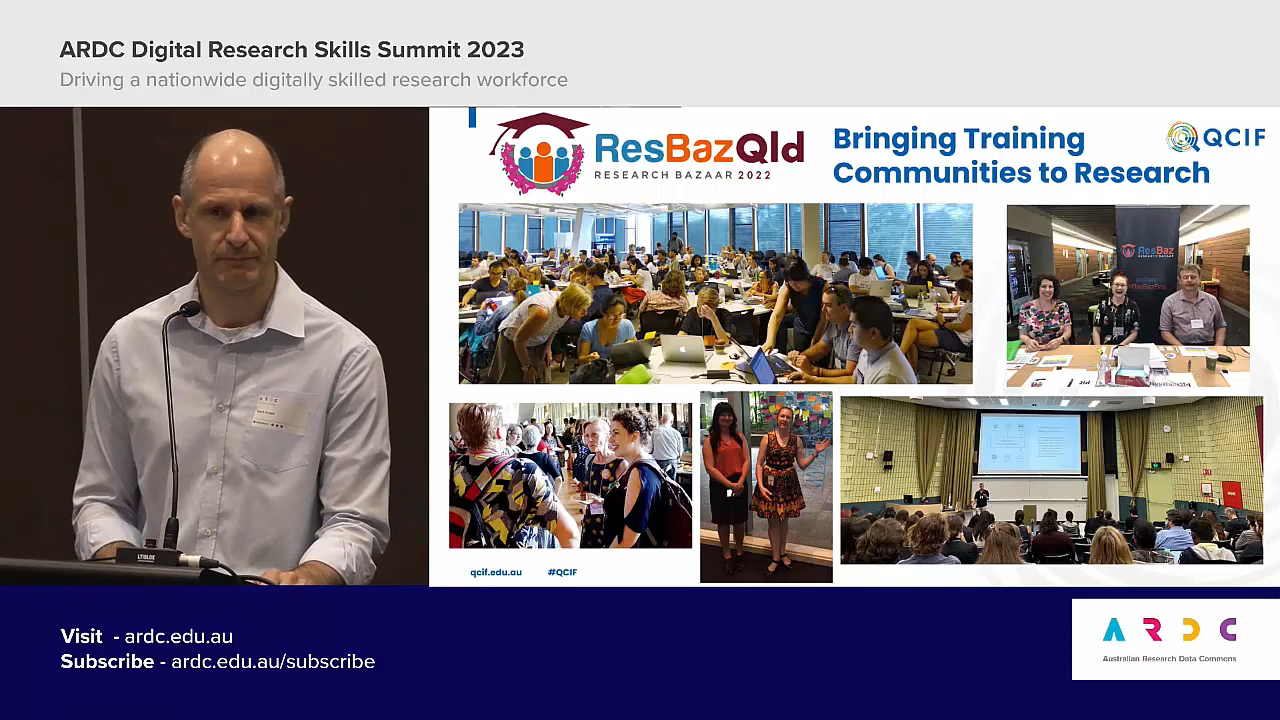 ARDC Digital Research Skills Summit 2023
Driving a nationwide digitally skilled research workforce
ResBazQld
RESEARCH BAZAAR 2022
Bringing Training
Communities to Research
QCIF
ResBaz
qcif.edu.au #QCIF
Visit - ardc.edu.au
Subscribe - ardc.edu.au/subscribe
ARDC
Australian Research Data Commons